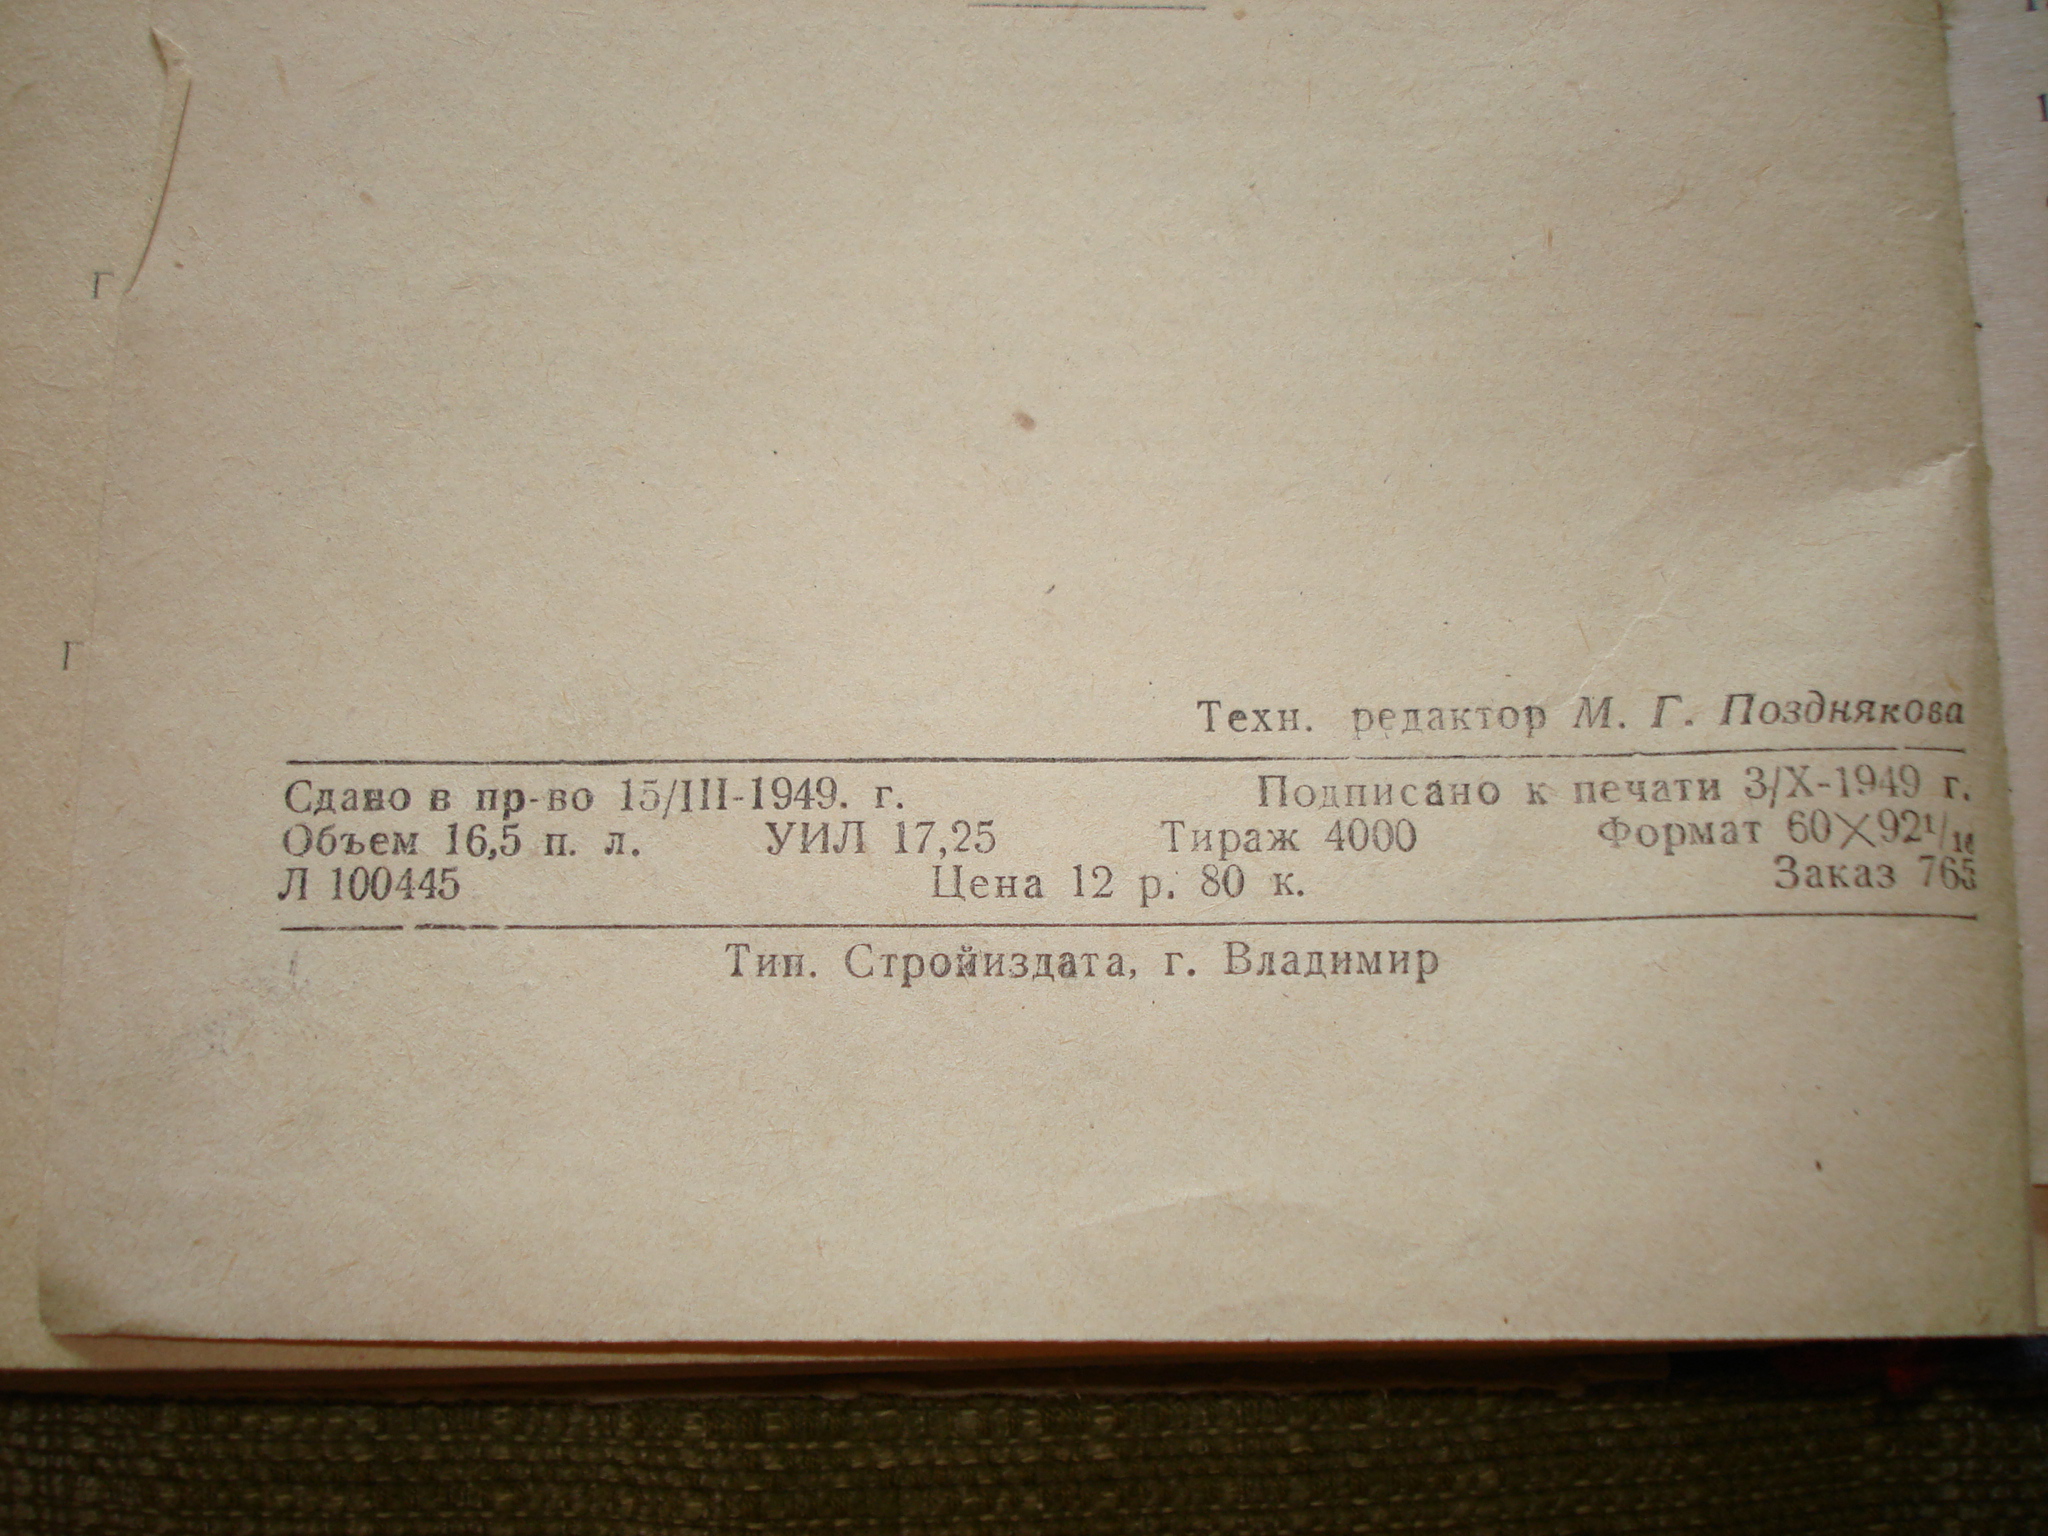 Техн. редактор М. Г. Позднякова
Сдано в пр-во 15/III-1949. г. Подписано к печати 3/X-1949 г.
Объем 16,5 п. л. УИЛ 17,25 Тираж 4000 Формат 60×92¹/₁₆
Л 100445 Цена 12 р. 80 к. Заказ 765
Тип. Стройиздата, г. Владимир
г
г